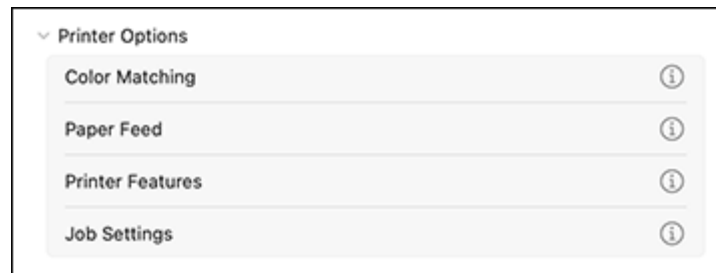 Printer Options
Color Matching
Paper Feed
Printer Features
Job Settings